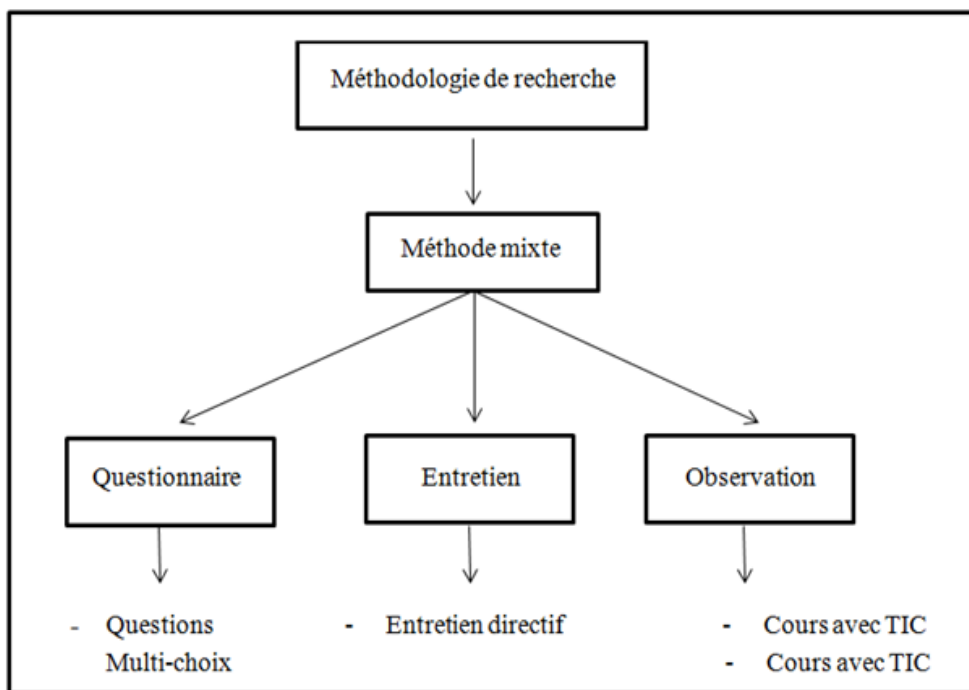 Méthodologie de recherche
Méthode mixte
Questionnaire
Entretien
Observation
- Questions
Multi-choix
- Entretien directif
- Cours avec TIC
- Cours avec TIC